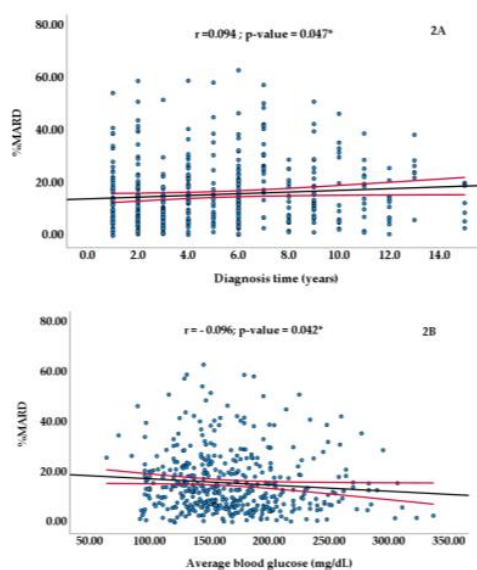 80.00
r =0.094 ; p-value = 0.047*
2A
60.00
%MARD
40.00
20.00
0.00
0.0 2.0 4.0 6.0 8.0 10.0 12.0 14.0
Diagnosis time (years)
80.00
r = - 0.096; p-value = 0.042*
2B
60.00
%MARD
40.00
20.00
0.00
50.00 100.00 150.00 200.00 250.00 300.00 350.00
Average blood glucose (mg/dL)